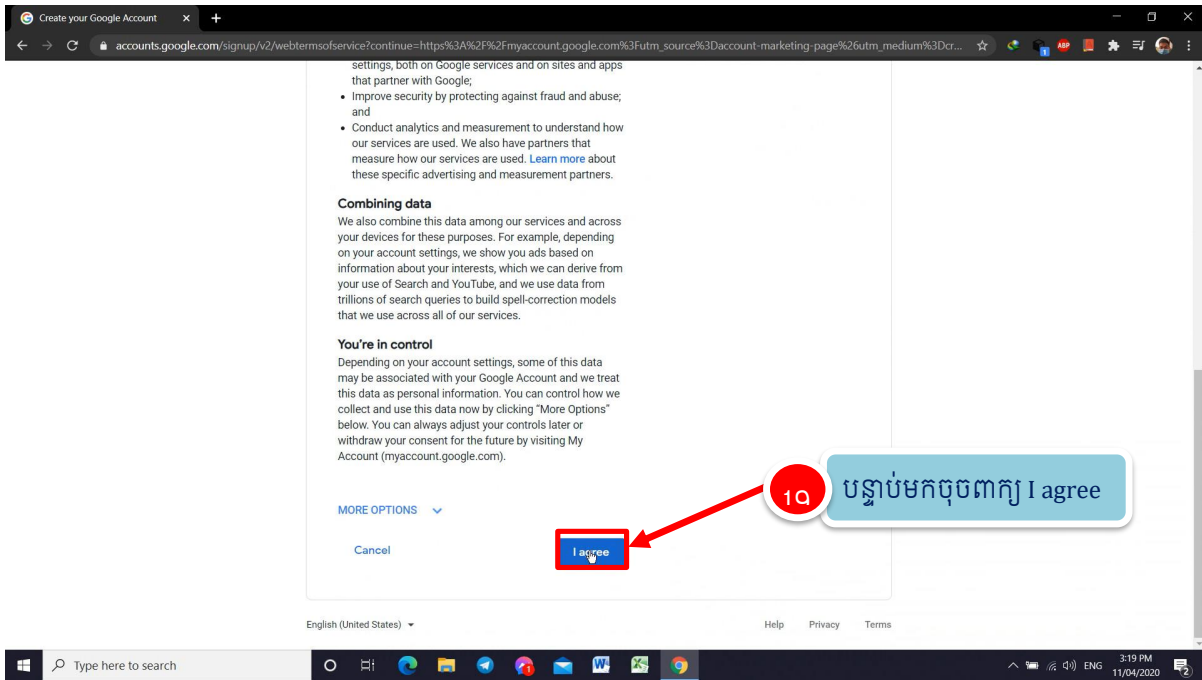 Create your Google Account
accounts.google.com/signup/v2/webtermsofservice?continue=https%3A%2F%2Fmyaccount.google.com%3Futm_source%3Daccount-marketing-page%26utm_medium%3Dcr...
ABP
settings, both on Google services and on sites and apps
that partner with Google;
• Improve security by protecting against fraud and abuse;
and
• Conduct analytics and measurement to understand how
our services are used. We also have partners that
measure how our services are used. Learn more about
these specific advertising and measurement partners.
Combining data
We also combine this data among our services and across
your devices for these purposes. For example, depending
on your account settings, we show you ads based on
information about your interests, which we can derive from
your use of Search and YouTube, and we use data from
trillions of search queries to build spell-correction models
that we use across all of our services.
You're in control
Depending on your account settings, some of this data
may be associated with your Google Account and we treat
this data as personal information. You can control how we
collect and use this data now by clicking “More Options”
below. You can always adjust your controls later or
withdraw your consent for the future by visiting My
Account (myaccount.google.com).
1១ បន្ទាប់មកចុចពាក្យ I agree
MORE OPTIONS
Cancel
I agree
English (United States)
Help Privacy Terms
Type here to search
ENG
3:19 PM
11/04/2020